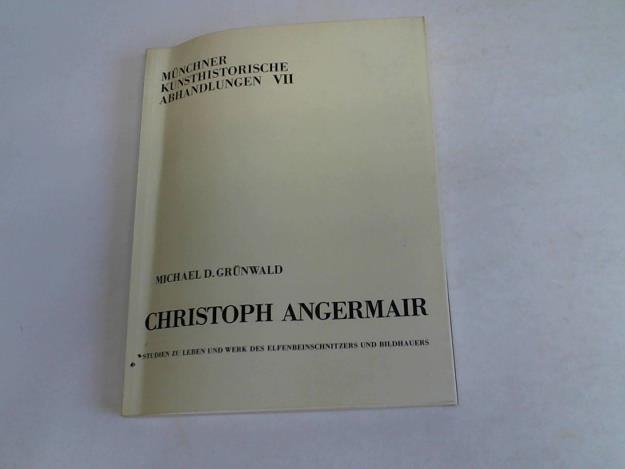 MÜNCHNER
KUNSTHISTORISCHE
ABHANDLUNGEN VII
MICHAEL D. GRÜNWALD
CHRISTOPH ANGERMAIR
STUDIEN ZU LEBEN UND WERK DES ELFENBEINSCHNITZERS UND BILDHAUERS